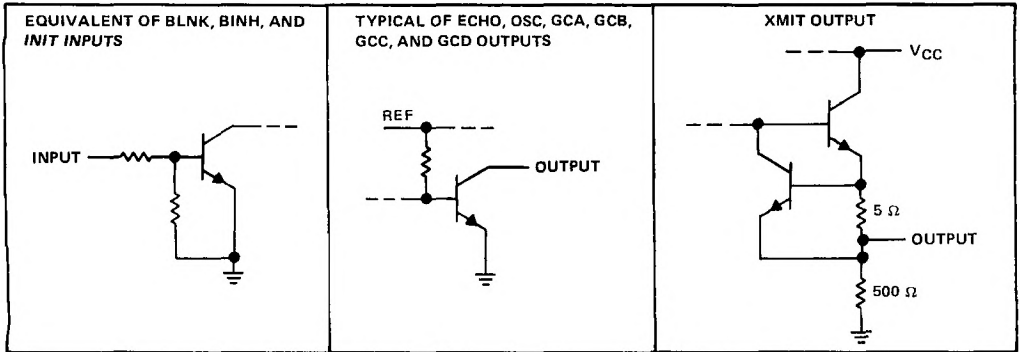 EQUIVALENT OF BLNK, BINH, AND
INIT INPUTS
INPUT
TYPICAL OF ECHO, OSC, GCA, GCB,
GCC, AND GCD OUTPUTS
REF
OUTPUT
XMIT OUTPUT
VCC
5 Ω
OUTPUT
500 Ω